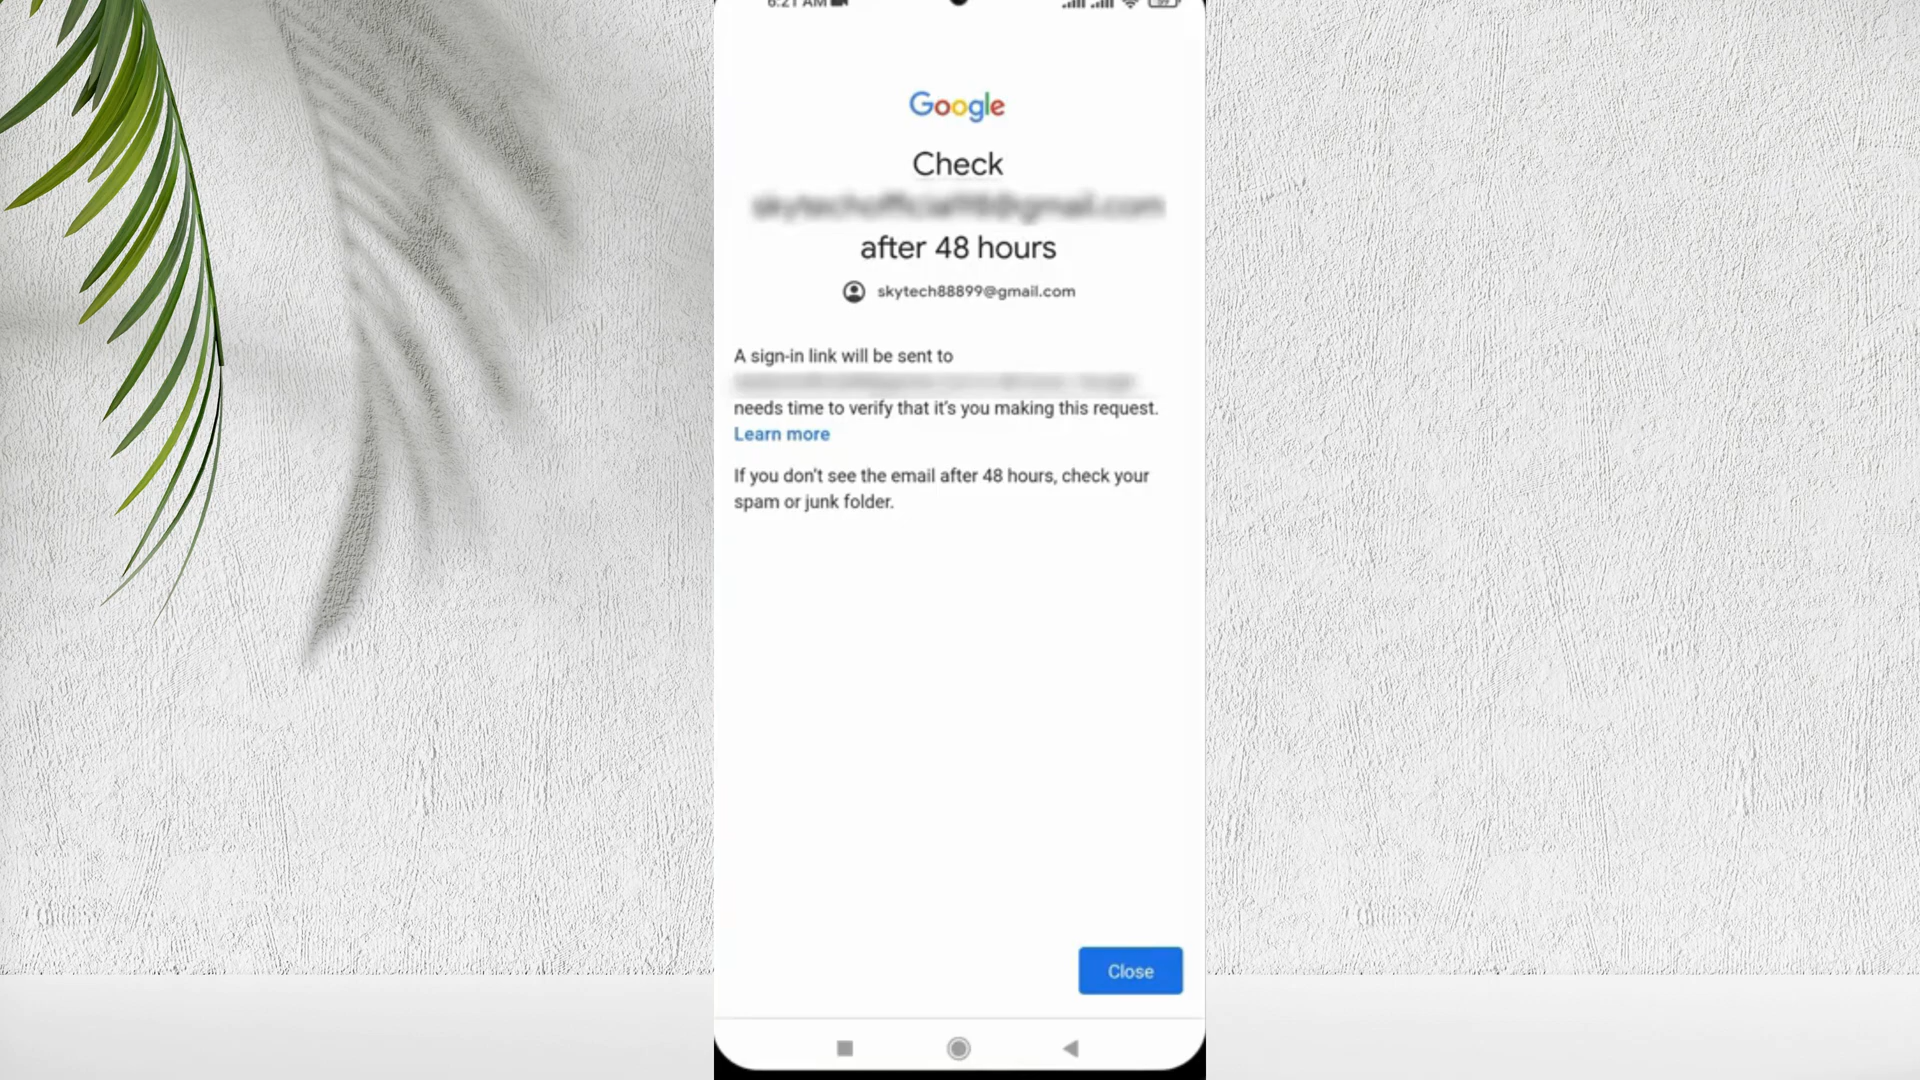 6:21 AM
Google
Check
after 48 hours
skytech88899@gmail.com
A sign-in link will be sent to
needs time to verify that it's you making this request.
Learn more
If you don't see the email after 48 hours, check your
spam or junk folder.
Close